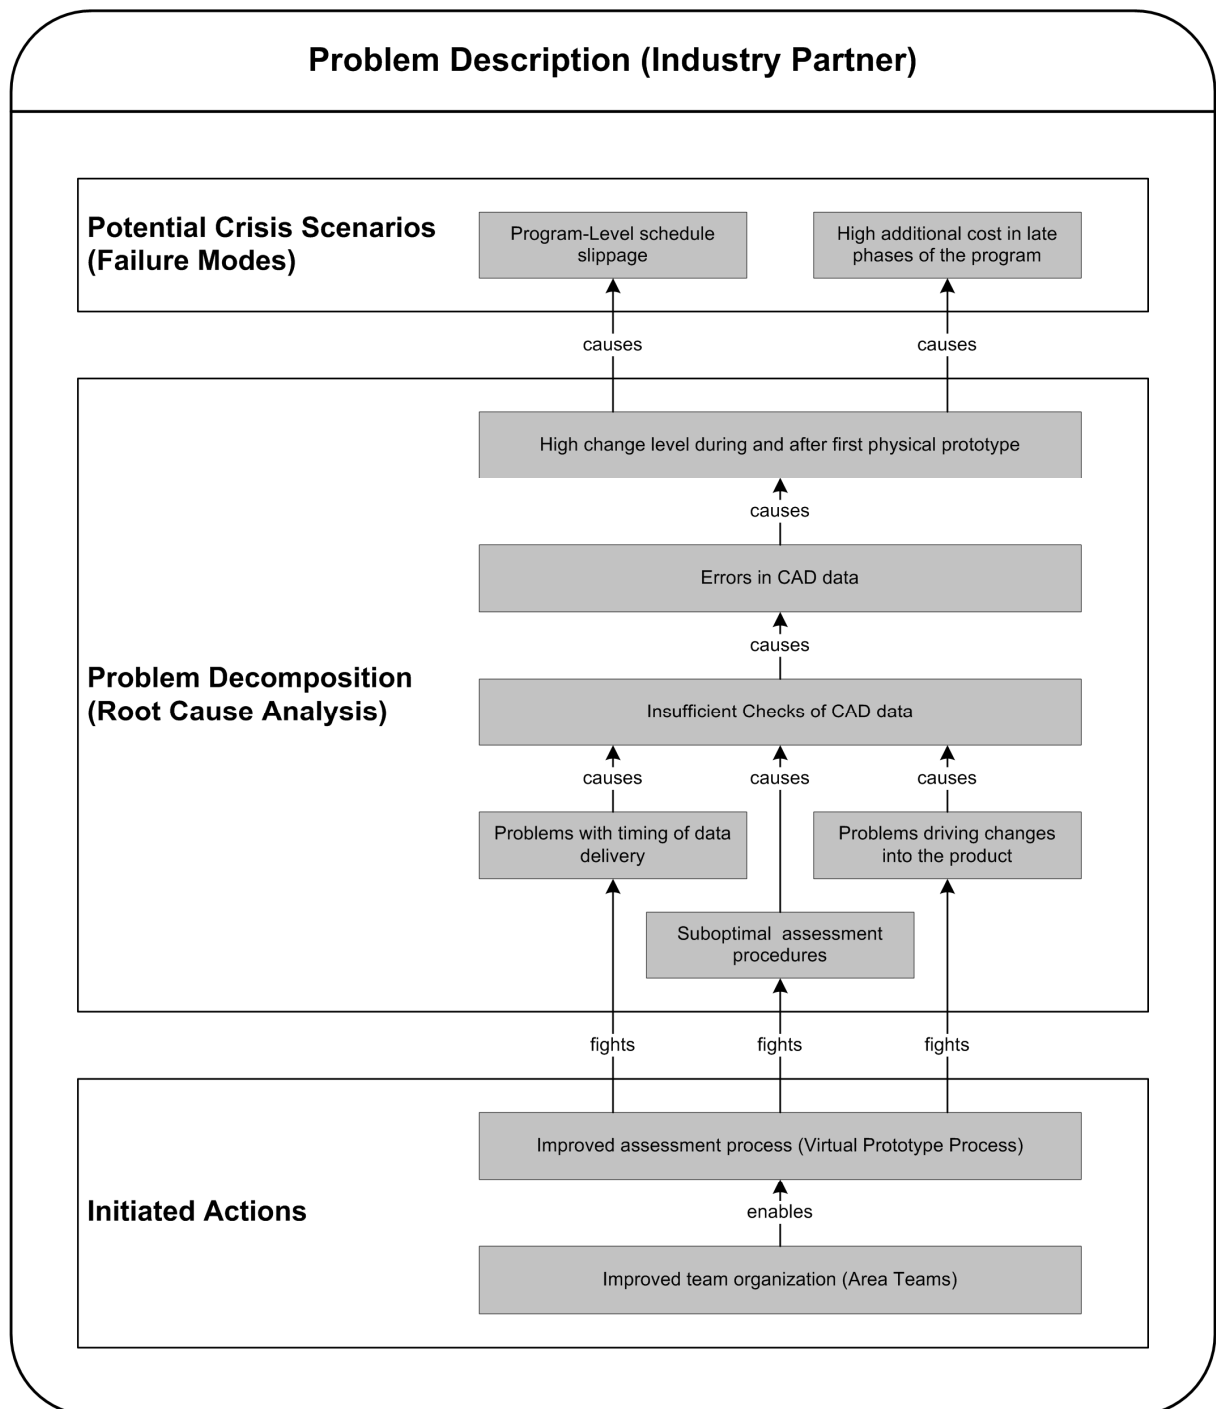 Problem Description (Industry Partner)
Potential Crisis Scenarios
(Failure Modes)
Program-Level schedule
slippage
High additional cost in late
phases of the program
causes
causes
High change level during and after first physical prototype
causes
Errors in CAD data
causes
Problem Decomposition
(Root Cause Analysis)
Insufficient Checks of CAD data
causes
causes
causes
Problems with timing of data
delivery
Problems driving changes
into the product
Suboptimal assessment
procedures
fights
fights
fights
Improved assessment process (Virtual Prototype Process)
Initiated Actions
enables
Improved team organization (Area Teams)